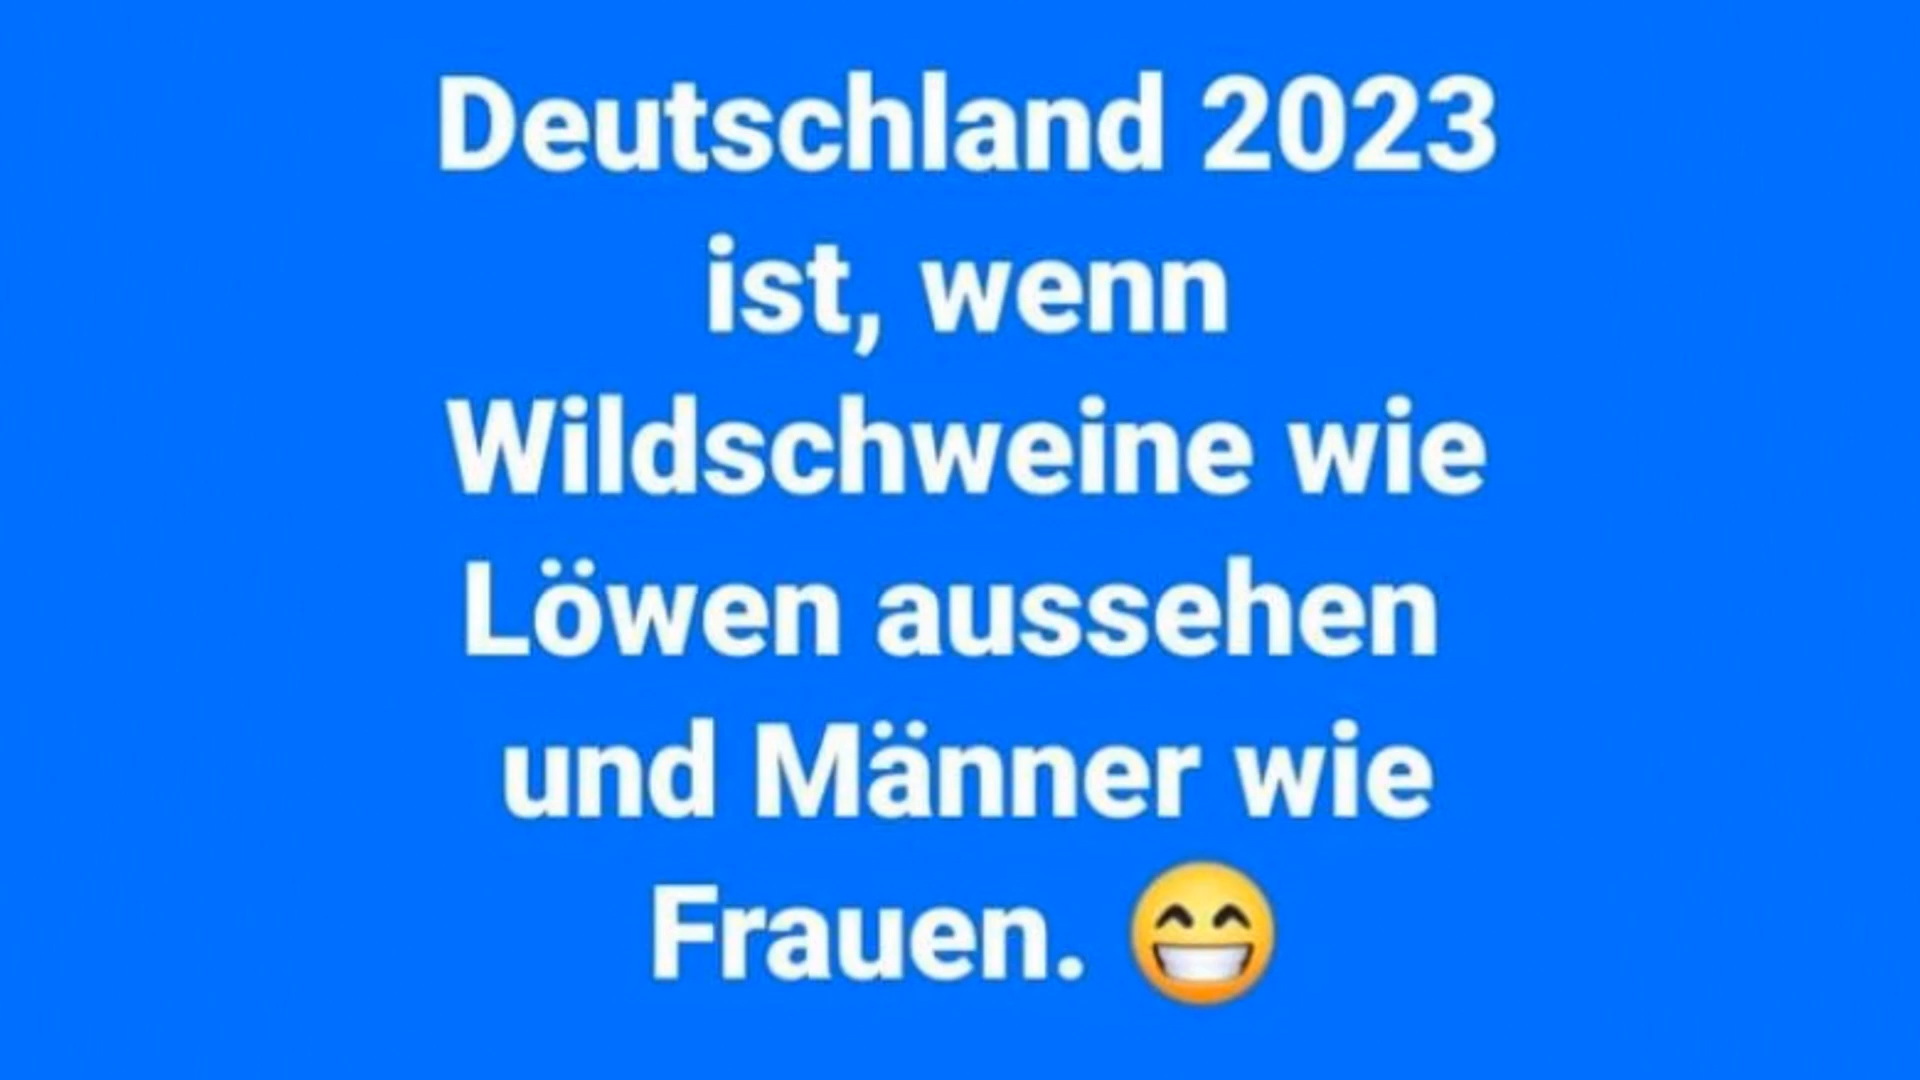 Deutschland 2023
ist, wenn
Wildschweine wie
Löwen aussehen
und Männer wie
Frauen. 😁